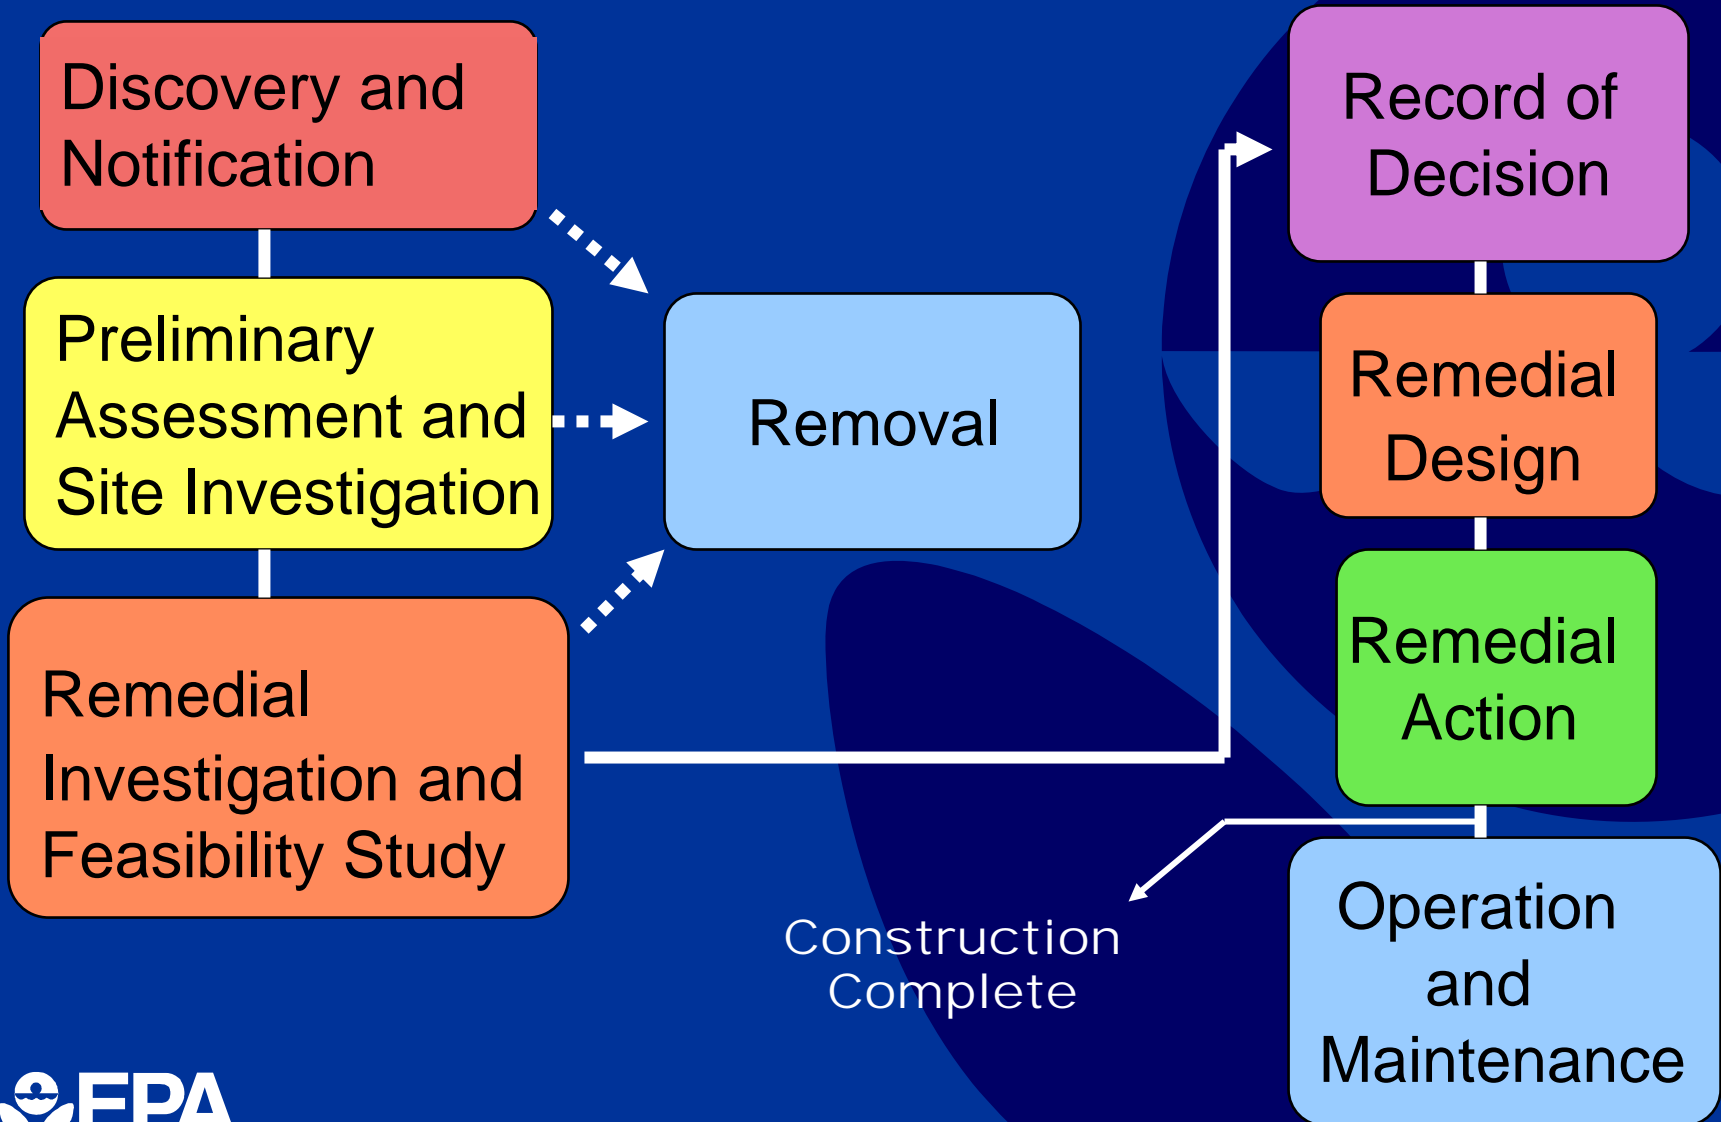 Discovery and
Notification
Preliminary
Assessment and
Site Investigation
Remedial
Investigation and
Feasibility Study
Removal
Record of
Decision
Remedial
Design
Remedial
Action
Construction
Complete
Operation
and
Maintenance
EPA